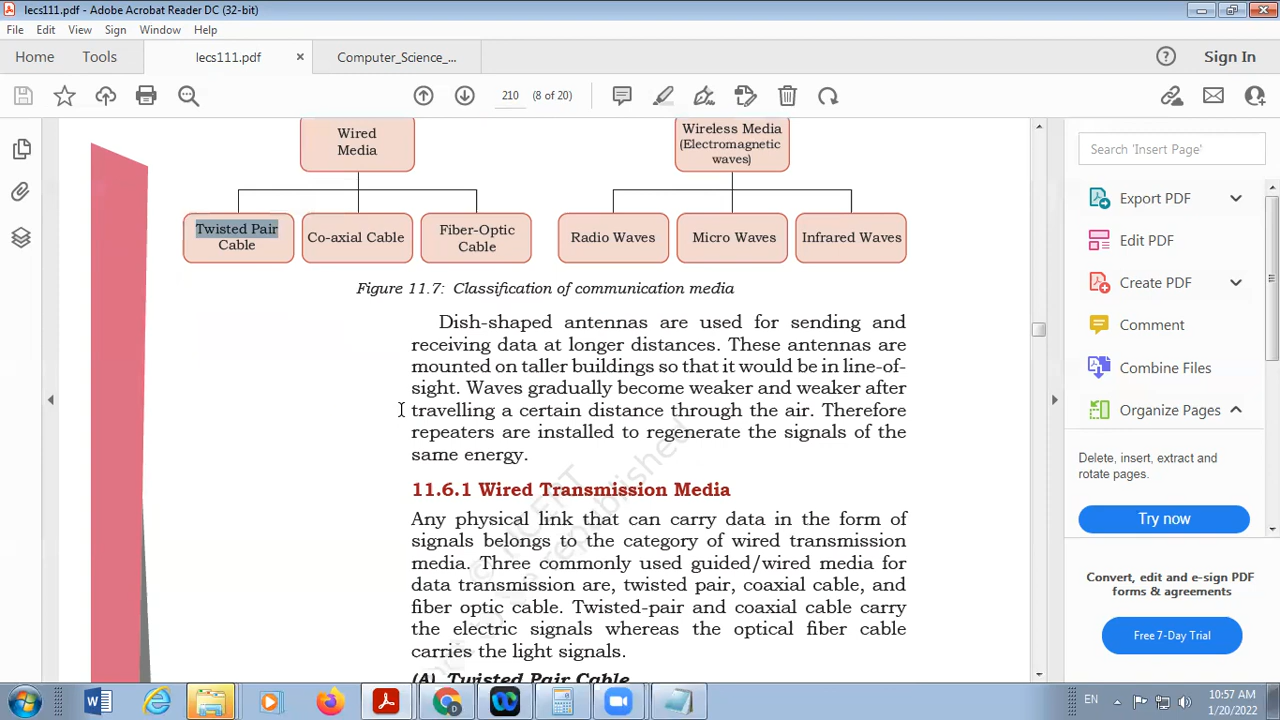 lecs111.pdf - Adobe Acrobat Reader DC (32-bit)
File Edit View Sign Window Help
Home Tools lecs111.pdf × Computer_Science_... Sign In
210 (8 of 20)
Wired
Media
Wireless Media
(Electromagnetic
waves)
Twisted Pair
Cable
Co-axial Cable
Fiber-Optic
Cable
Radio Waves
Micro Waves
Infrared Waves
Figure 11.7: Classification of communication media
Dish-shaped antennas are used for sending and
receiving data at longer distances. These antennas are
mounted on taller buildings so that it would be in line-of-
sight. Waves gradually become weaker and weaker after
travelling a certain distance through the air. Therefore
repeaters are installed to regenerate the signals of the
same energy.
11.6.1 Wired Transmission Media
Any physical link that can carry data in the form of
signals belongs to the category of wired transmission
media. Three commonly used guided/wired media for
data transmission are, twisted pair, coaxial cable, and
fiber optic cable. Twisted-pair and coaxial cable carry
the electric signals whereas the optical fiber cable
carries the light signals.
(A) Twisted Pair Cable
© NCERT
republished
Search 'Insert Page'
Export PDF
Edit PDF
Create PDF
Comment
Combine Files
Organize Pages
Delete, insert, extract and
rotate pages.
Try now
Convert, edit and e-sign PDF
forms & agreements
Free 7-Day Trial
EN
10:57 AM
1/20/2022